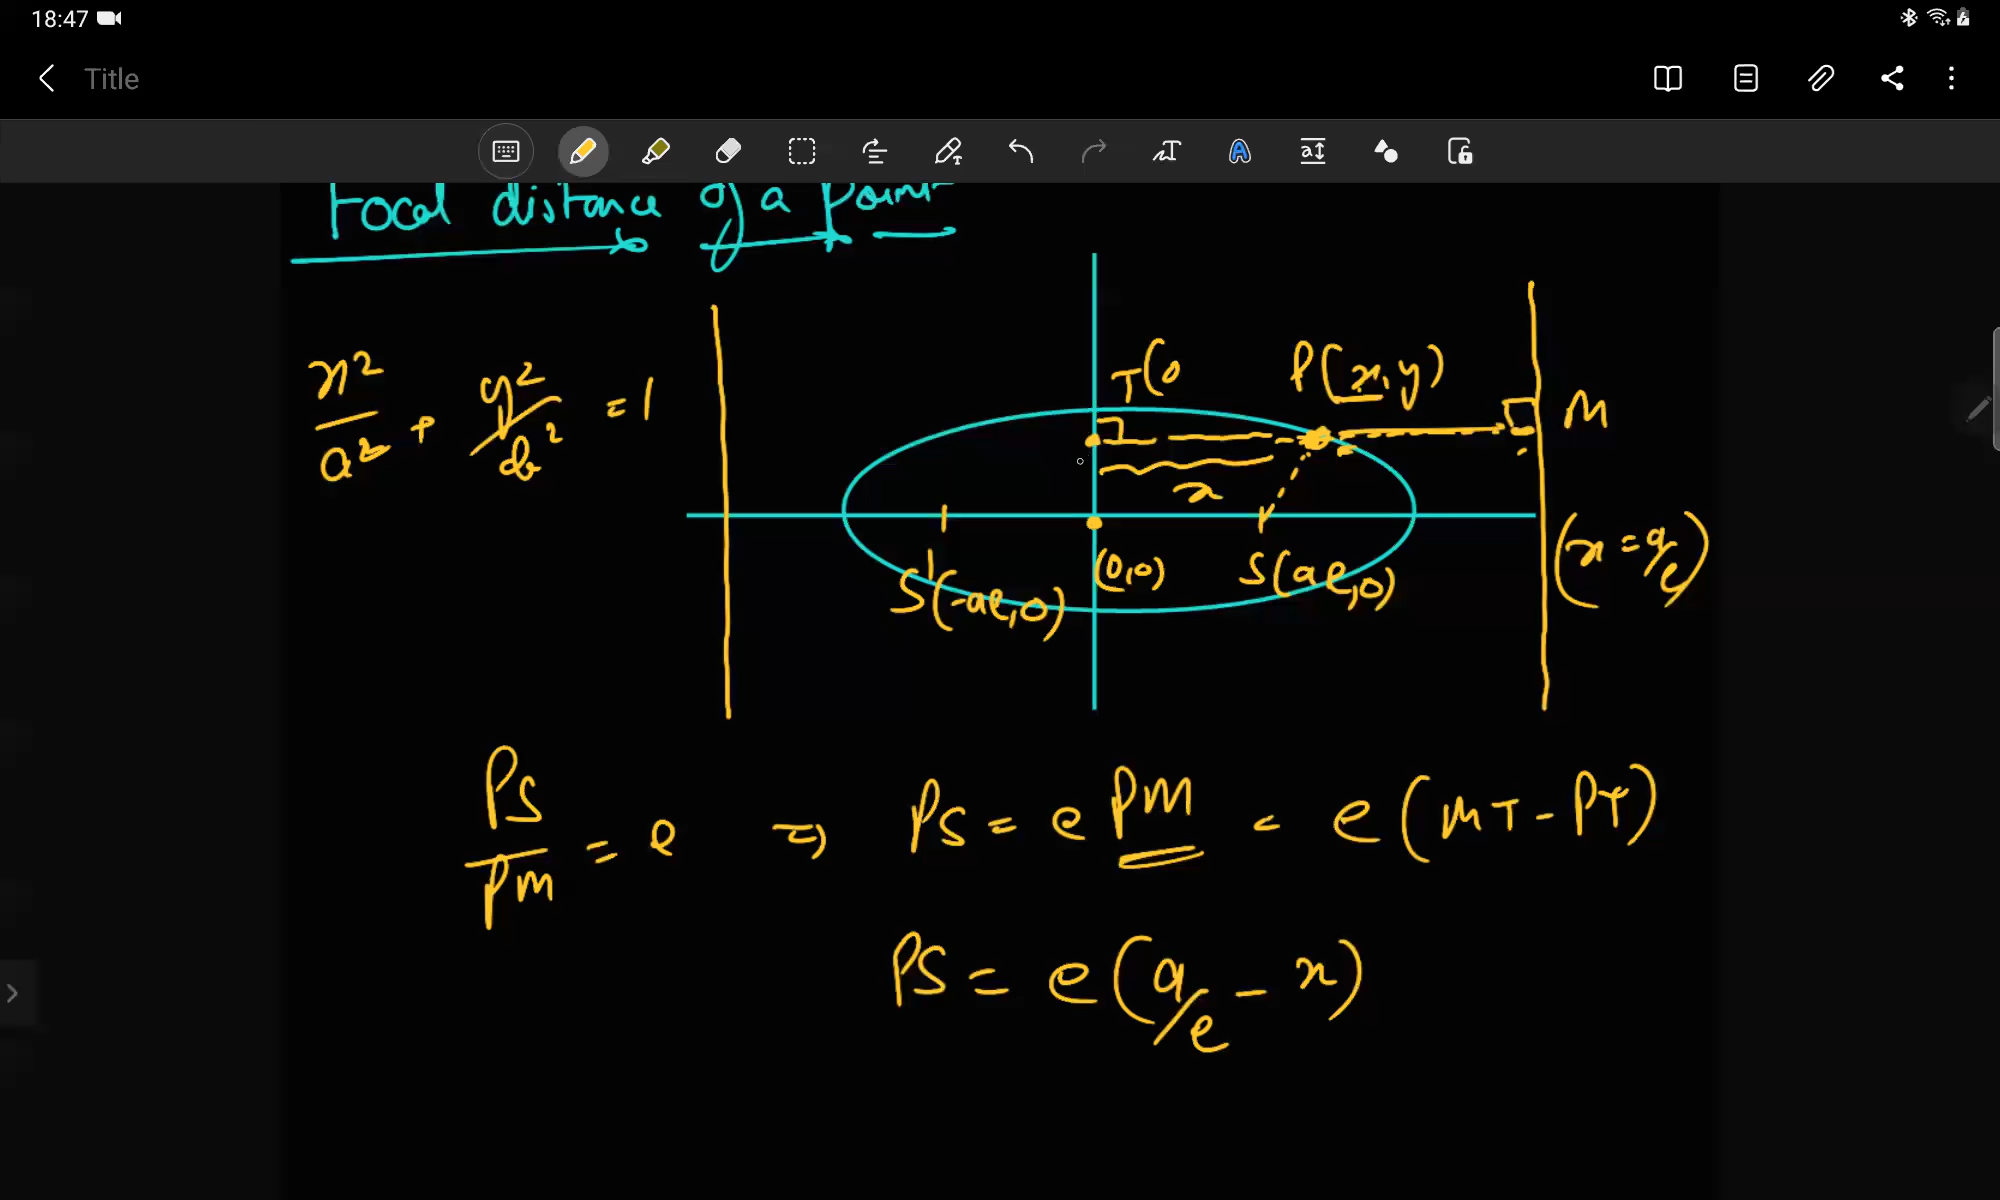 18:47
Title
Focal distance of a point
x²/a² + y²/b² = 1
T(0
P(x,y)
M
x
(x = a/e)
S'(-ae,0)
(0,0)
S(ae,0)
PS/PM = e ⇒ PS = e PM = e(MT - PT)
PS = e(a/e - x)